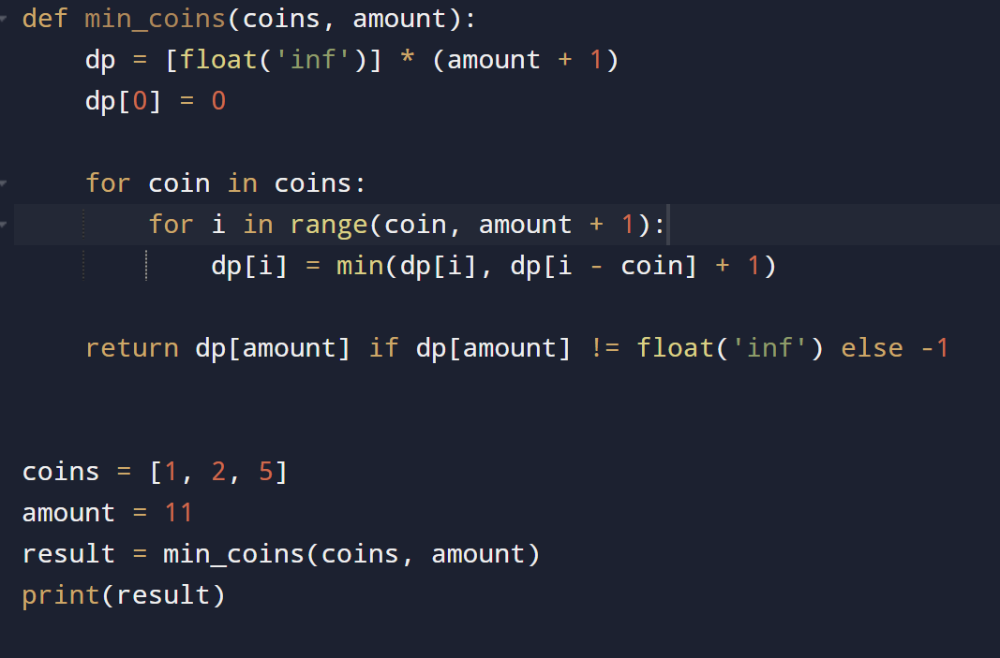 def min_coins(coins, amount):
    dp = [float('inf')] * (amount + 1)
    dp[0] = 0
    for coin in coins:
        for i in range(coin, amount + 1):
            dp[i] = min(dp[i], dp[i - coin] + 1)
    return dp[amount] if dp[amount] != float('inf') else -1
coins = [1, 2, 5]
amount = 11
result = min_coins(coins, amount)
print(result)